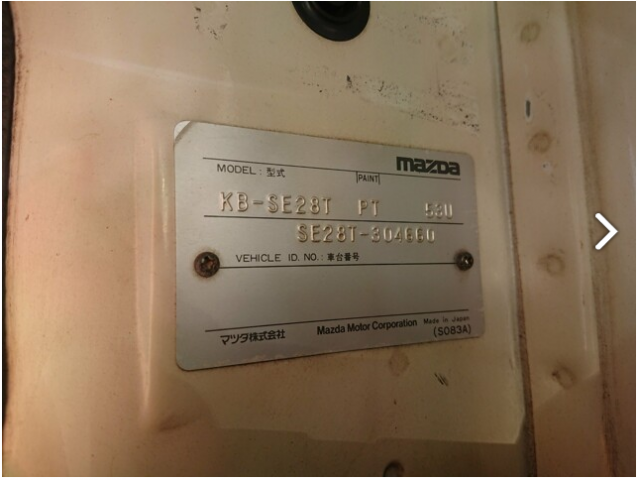 mazda
MODEL : 型式 PAINT
KB-SE28T PT 53U
SE28T-304660
VEHICLE ID. NO. : 車台番号
マツダ株式会社 Mazda Motor Corporation Made in Japan
(S083A)